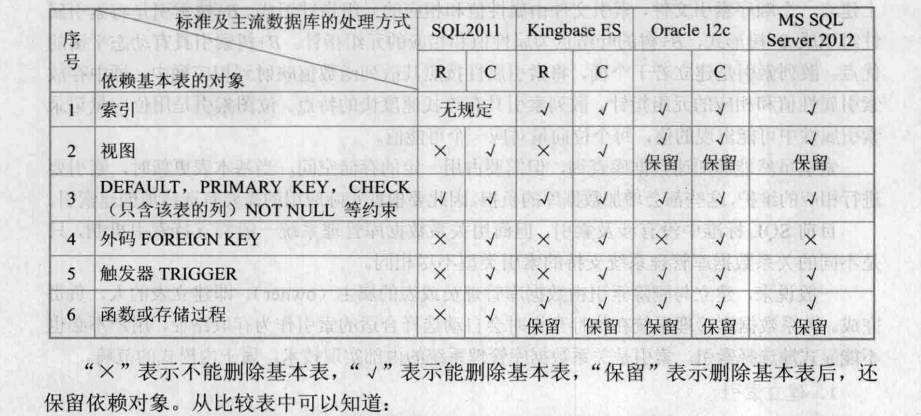 标准及主流数据库的处理方式
序号
依赖基本表的对象
SQL2011 Kingbase ES Oracle 12c MS SQL Server 2012
R C R C R C
1 索引 无规定 √ √ √ √ √
2 视图 × √ × √ √保留 √保留 √保留
3 DEFAULT，PRIMARY KEY，CHECK（只含该表的列）NOT NULL 等约束 √ √ √ √ √ √ √
4 外码 FOREIGN KEY × √ × √ × √ ×
5 触发器 TRIGGER × √ × √ √ √ √
6 函数或存储过程 × √ √保留 √保留 √保留 √保留 √保留
“×”表示不能删除基本表，“√”表示能删除基本表，“保留”表示删除基本表后，还
保留依赖对象。从比较表中可以知道：